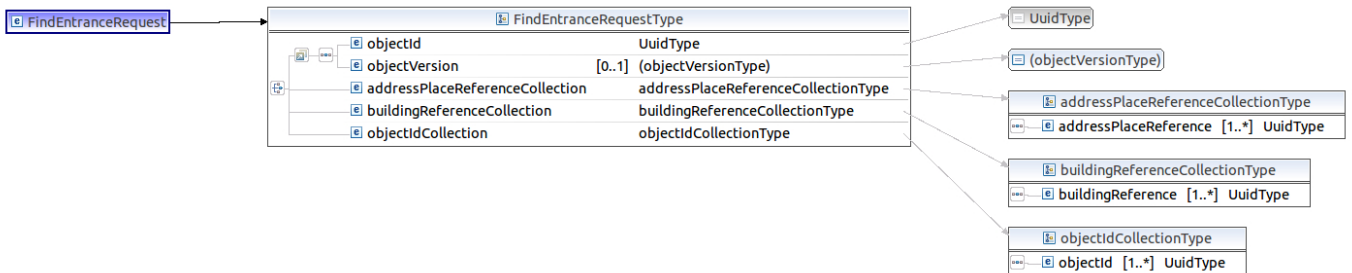 FindEntranceRequest
FindEntranceRequestType
objectId UuidType
objectVersion [0..1] (objectVersionType)
addressPlaceReferenceCollection addressPlaceReferenceCollectionType
buildingReferenceCollection buildingReferenceCollectionType
objectIdCollection objectIdCollectionType
UuidType
(objectVersionType)
addressPlaceReferenceCollectionType
addressPlaceReference [1..*] UuidType
buildingReferenceCollectionType
buildingReference [1..*] UuidType
objectIdCollectionType
objectId [1..*] UuidType